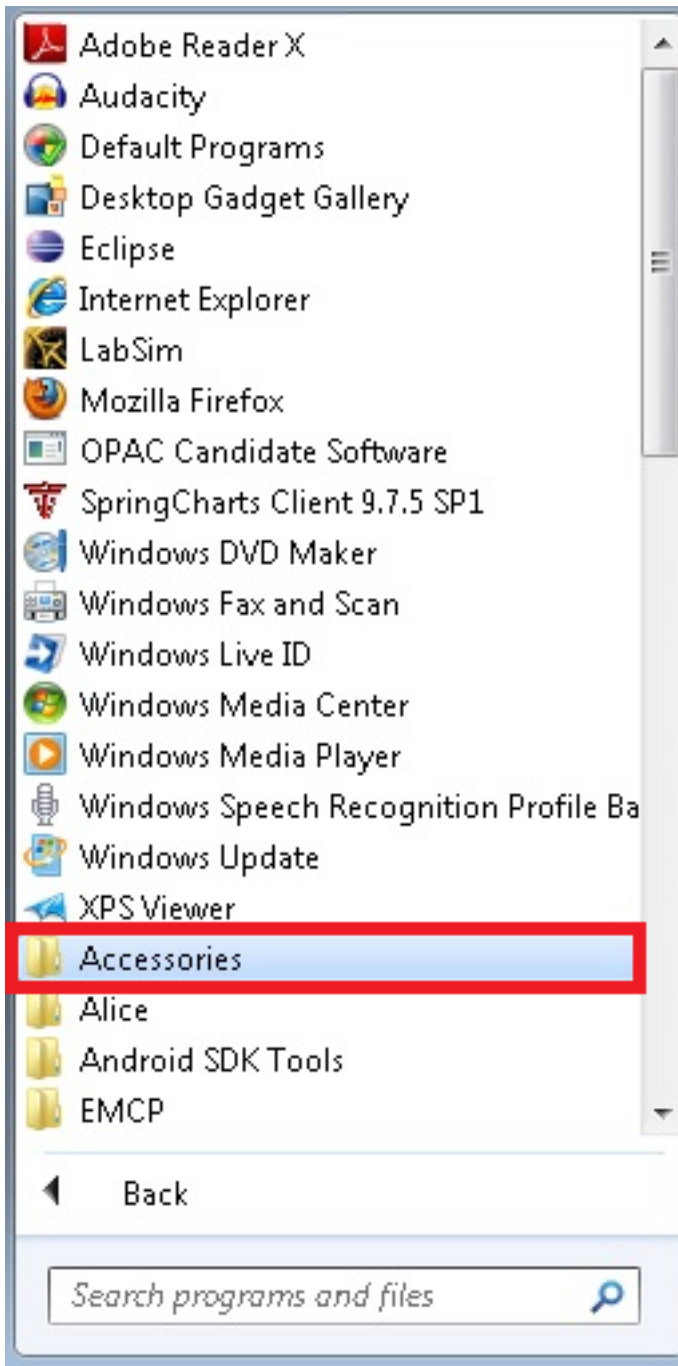 Adobe Reader X
Audacity
Default Programs
Desktop Gadget Gallery
Eclipse
Internet Explorer
LabSim
Mozilla Firefox
OPAC Candidate Software
SpringCharts Client 9.7.5 SP1
Windows DVD Maker
Windows Fax and Scan
Windows Live ID
Windows Media Center
Windows Media Player
Windows Speech Recognition Profile Ba
Windows Update
XPS Viewer
Accessories
Alice
Android SDK Tools
EMCP
Back
Search programs and files